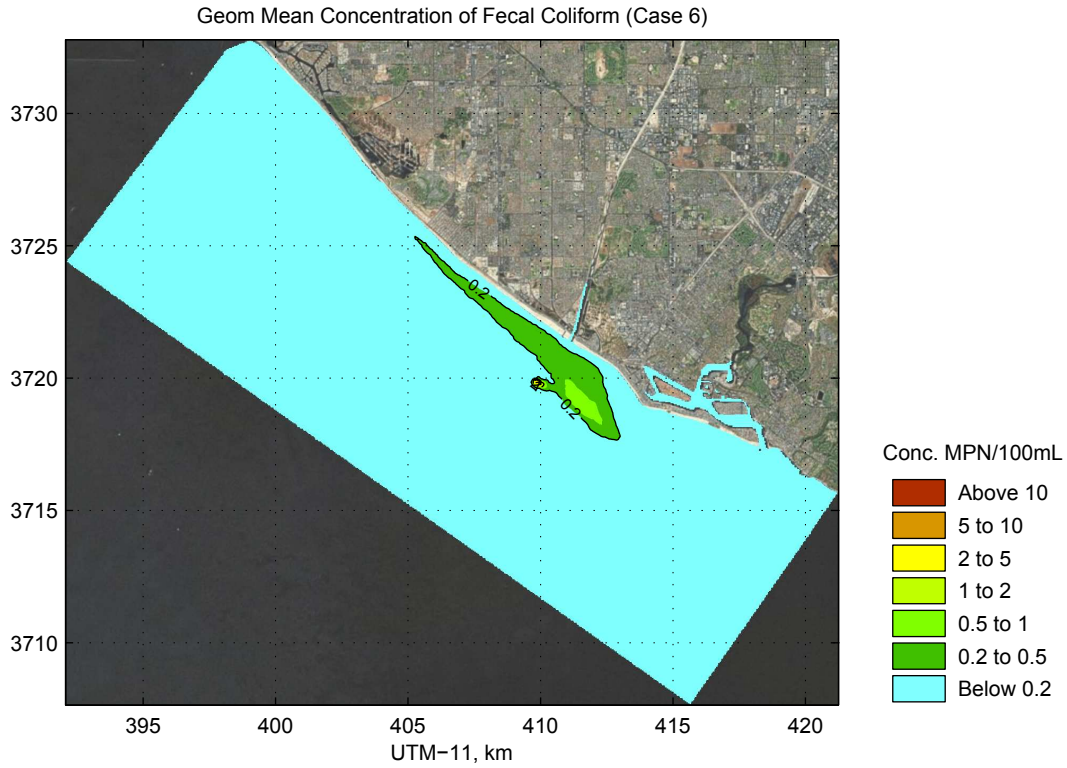 Geom Mean Concentration of Fecal Coliform (Case 6)
3730
3725
3720
3715
3710
0.2
0.2
395
400
405
410
415
420
UTM−11, km
Conc. MPN/100mL
Above 10
5 to 10
2 to 5
1 to 2
0.5 to 1
0.2 to 0.5
Below 0.2